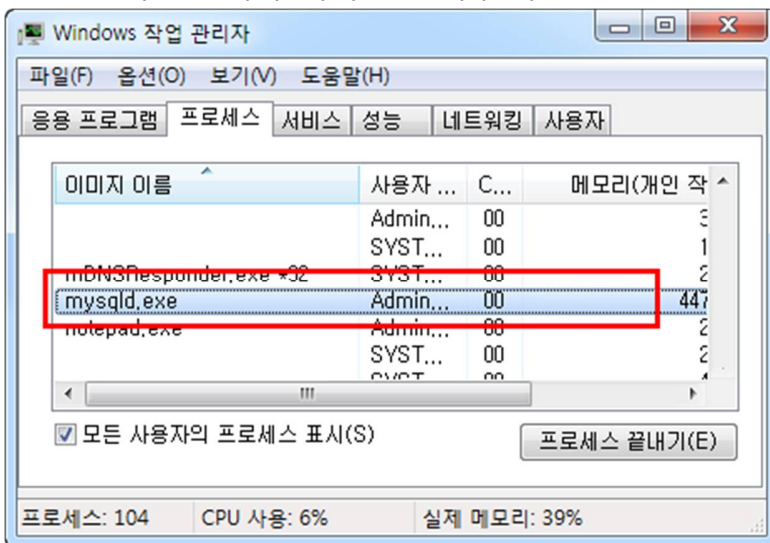 Windows 작업 관리자
파일(F) 옵션(O) 보기(V) 도움말(H)
응용 프로그램 프로세스 서비스 성능 네트워킹 사용자
이미지 이름 사용자 ... C... 메모리(개인 작
Admin... 00
SYST... 00 1
mDNSResponder.exe *32 SYST... 2
mysqld.exe Admin... 00 447
notepad.exe Admin... 00 2
SYST... 00 2
SYST... 00
모든 사용자의 프로세스 표시(S) 프로세스 끝내기(E)
프로세스: 104 CPU 사용: 6% 실제 메모리: 39%